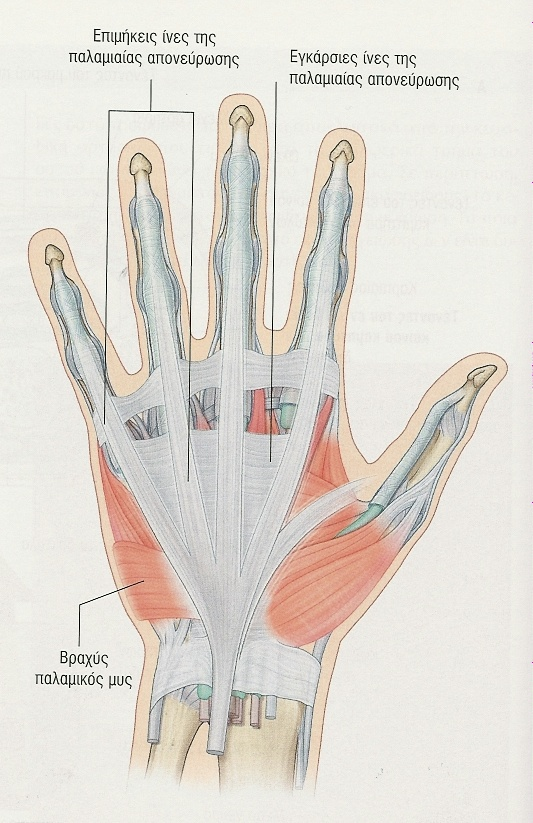 Επιμήκεις ίνες της
παλαμιαίας απονεύρωσης
Εγκάρσιες ίνες της
παλαμιαίας απονεύρωσης
Βραχύς
παλαμικός μυς